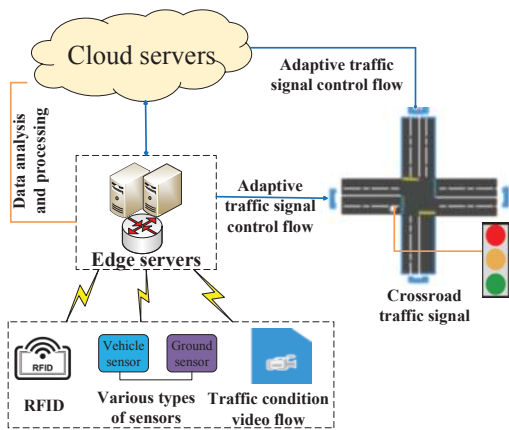 Cloud servers
Adaptive traffic
signal control flow
Data analysis
and processing
Adaptive
traffic signal
control flow
Edge servers
Crossroad
traffic signal
RFID
Vehicle
sensor
Ground
sensor
RFID
Various types
of sensors
Traffic condition
video flow